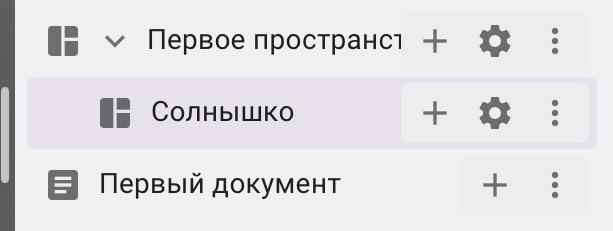 Первое пространст
Солнышко
Первый документ